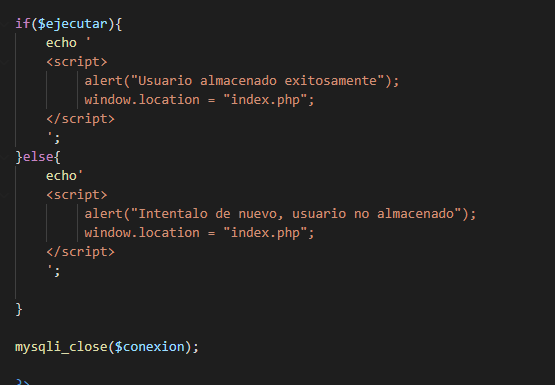 if($ejecutar){
echo '
<script>
alert("Usuario almacenado exitosamente");
window.location = "index.php";
</script>
';
}else{
echo'
<script>
alert("Intentalo de nuevo, usuario no almacenado");
window.location = "index.php";
</script>
';
}
mysqli_close($conexion);
?>